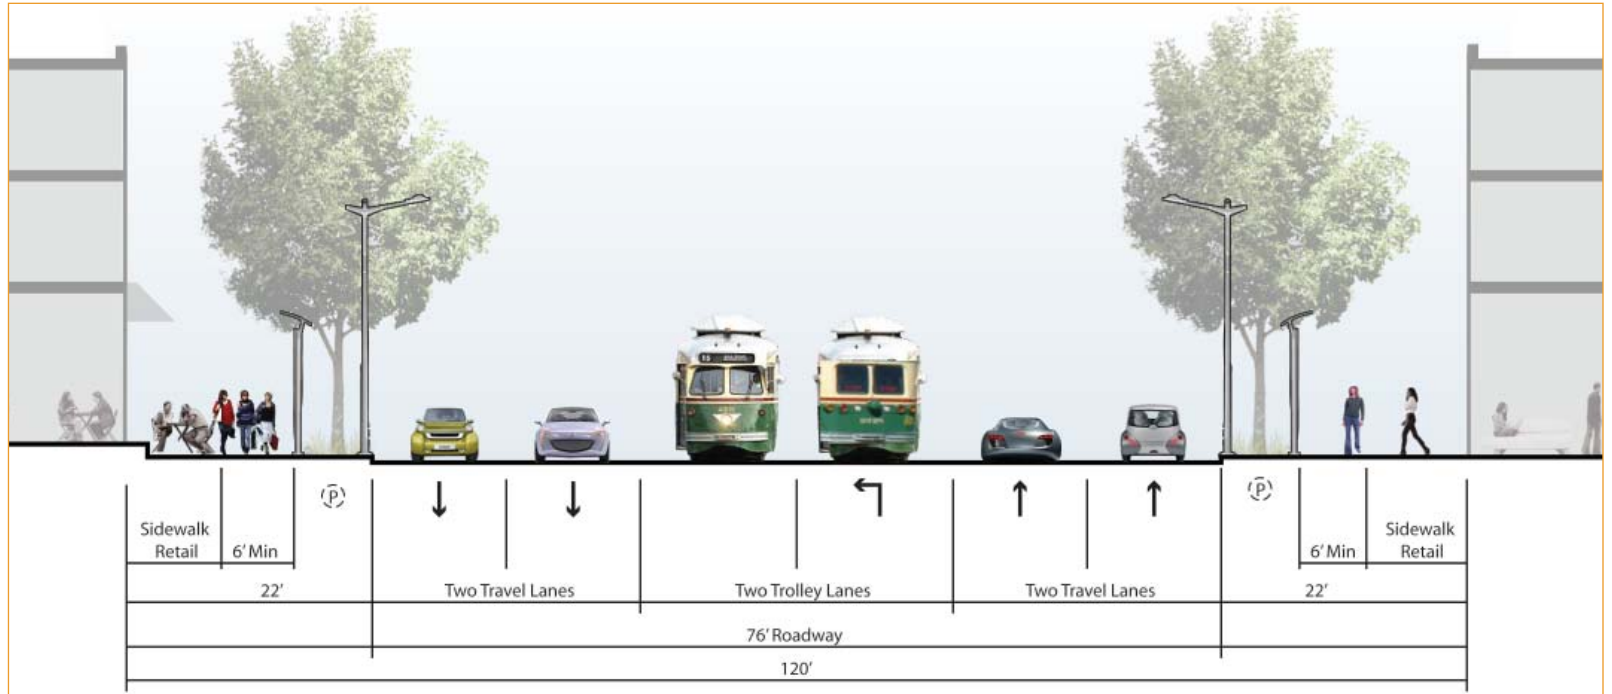 15
P
P
Sidewalk
Retail
6' Min
6' Min
Sidewalk
Retail
22'
Two Travel Lanes
Two Trolley Lanes
Two Travel Lanes
22'
76' Roadway
120'